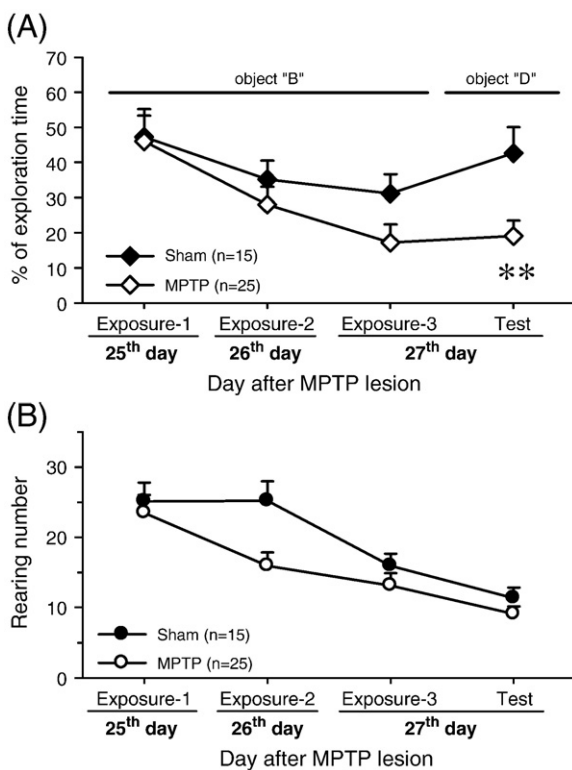 (A)
70
60
50
40
30
20
10
0
% of exploration time
object "B" object "D"
Sham (n=15)
MPTP (n=25)
**
Exposure-1 Exposure-2 Exposure-3 Test
25th day 26th day 27th day
Day after MPTP lesion
(B)
30
20
10
0
Rearing number
Sham (n=15)
MPTP (n=25)
Exposure-1 Exposure-2 Exposure-3 Test
25th day 26th day 27th day
Day after MPTP lesion